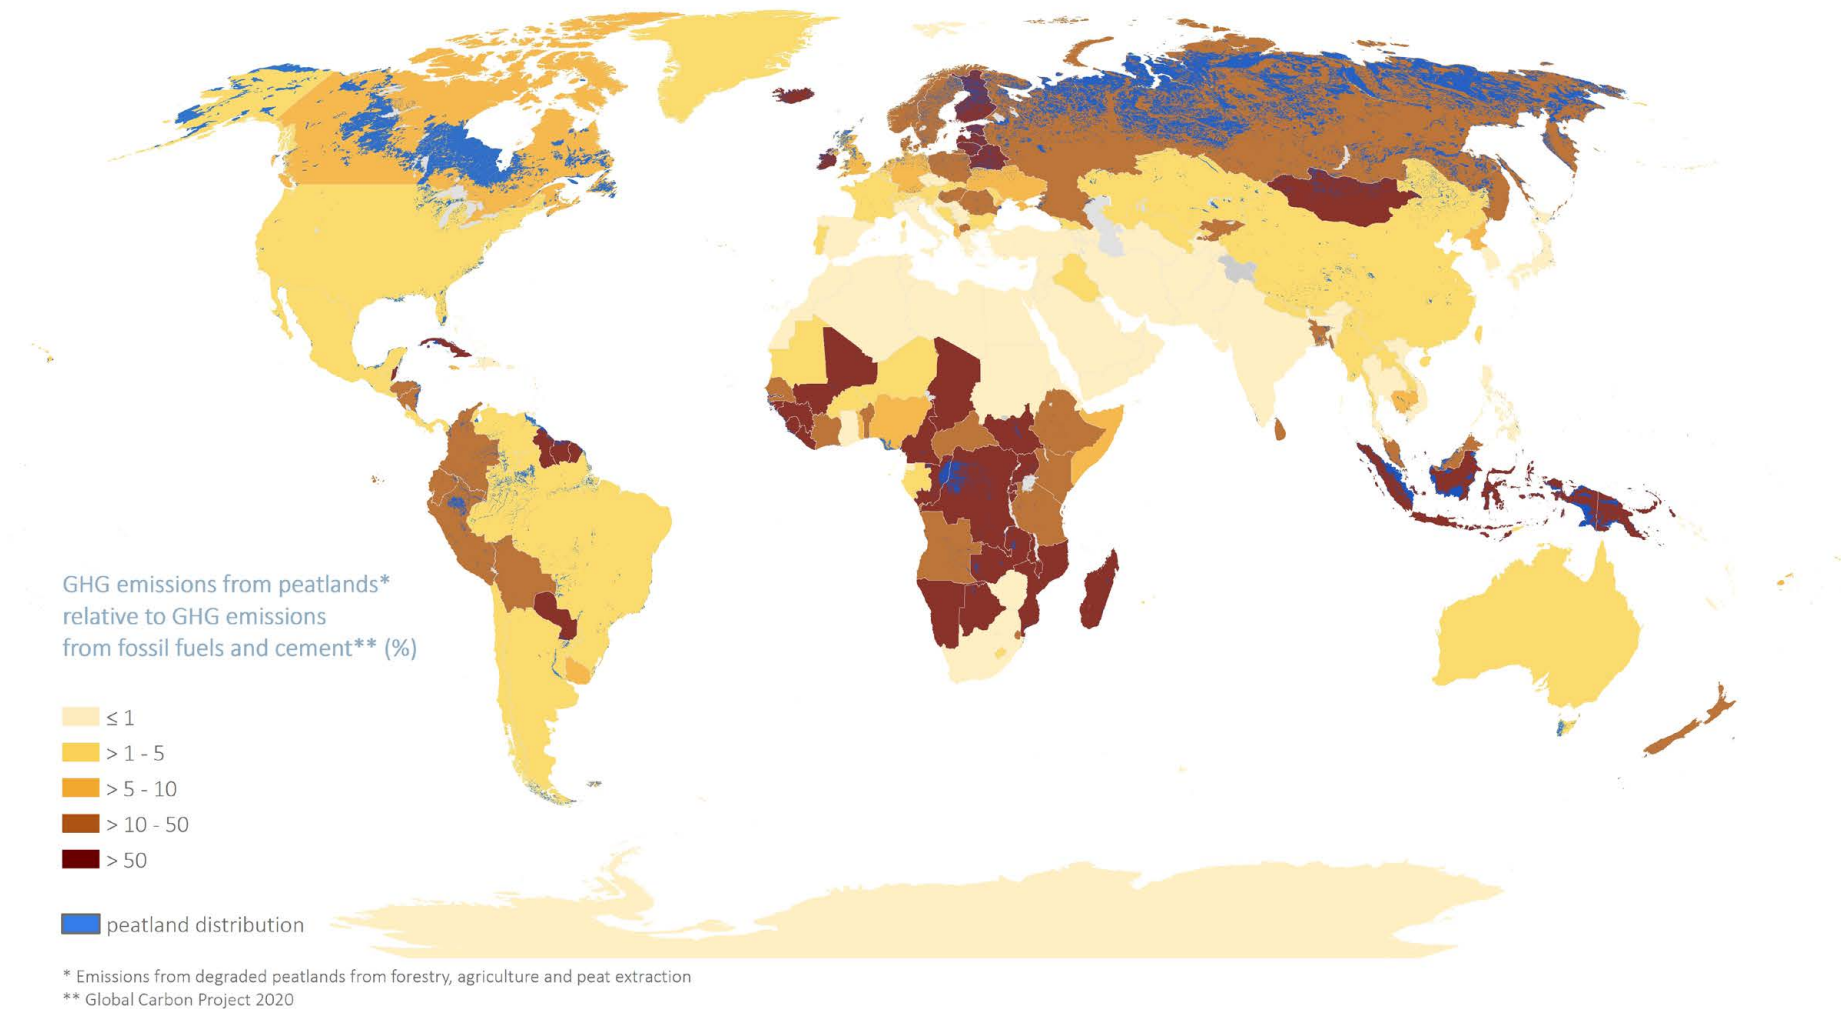 GHG emissions from peatlands*
relative to GHG emissions
from fossil fuels and cement** (%)
≤ 1
> 1 - 5
> 5 - 10
> 10 - 50
> 50
peatland distribution
* Emissions from degraded peatlands from forestry, agriculture and peat extraction
** Global Carbon Project 2020